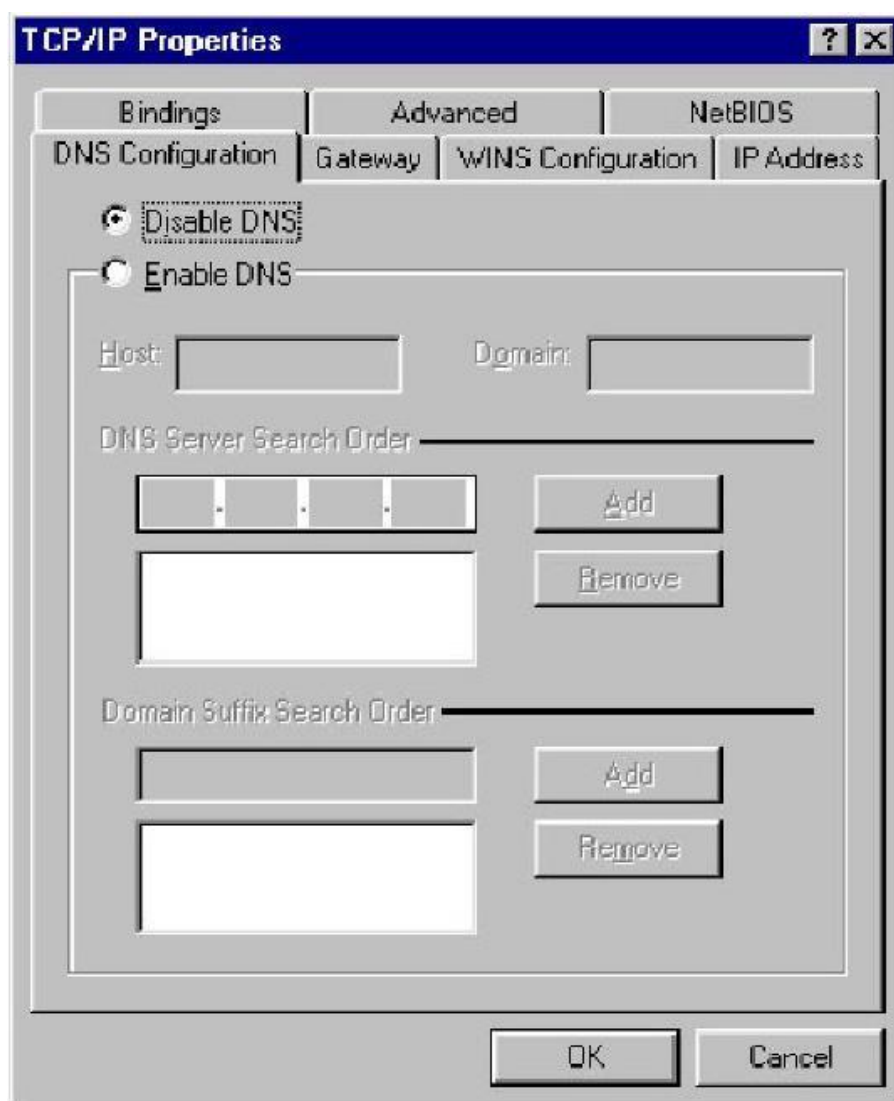 TCP/IP Properties
Bindings Advanced NetBIOS
DNS Configuration Gateway WINS Configuration IP Address
Disable DNS
Enable DNS
Host: Domain:
DNS Server Search Order
. . . Add
Remove
Domain Suffix Search Order
Add
Remove
OK Cancel